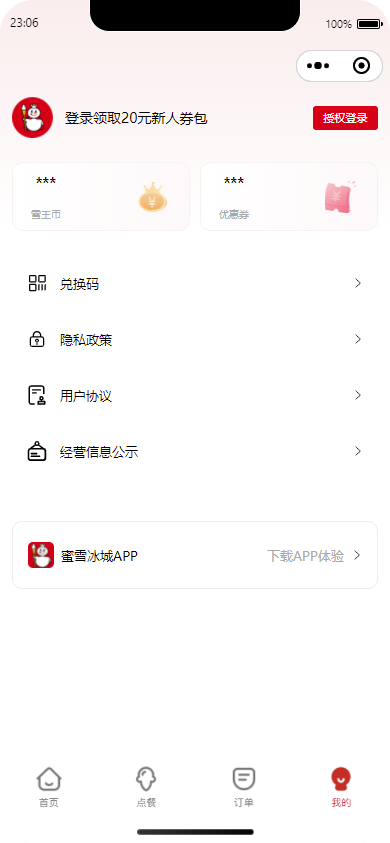 23:06
100%
登录领取20元新人券包
授权登录
***
***
雪王币
优惠券
兑换码
隐私政策
用户协议
经营信息公示
蜜雪冰城APP
下载APP体验
首页
点餐
订单
我的